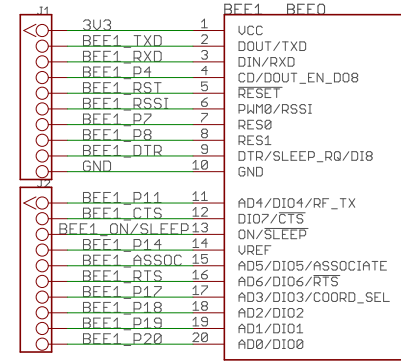 BEE1 BEE0
J1
3V3 1 VCC
BEE1_TXD 2 DOUT/TXD
BEE1_RXD 3 DIN/RXD
BEE1_P4 4 CD/DOUT_EN_DO8
BEE1_RST 5 RESET
BEE1_RSSI 6 PWM0/RSSI
BEE1_P7 7 RES0
BEE1_P8 8 RES1
BEE1_DTR 9 DTR/SLEEP_RQ/DI8
GND 10 GND
J2
BEE1_P11 11 AD4/DIO4/RF_TX
BEE1_CTS 12 DIO7/CTS
BEE1_ON/SLEEP 13 ON/SLEEP
BEE1_P14 14 VREF
BEE1_ASSOC 15 AD5/DIO5/ASSOCIATE
BEE1_RTS 16 AD6/DIO6/RTS
BEE1_P17 17 AD3/DIO3/COORD_SEL
BEE1_P18 18 AD2/DIO2
BEE1_P19 19 AD1/DIO1
BEE1_P20 20 AD0/DIO0